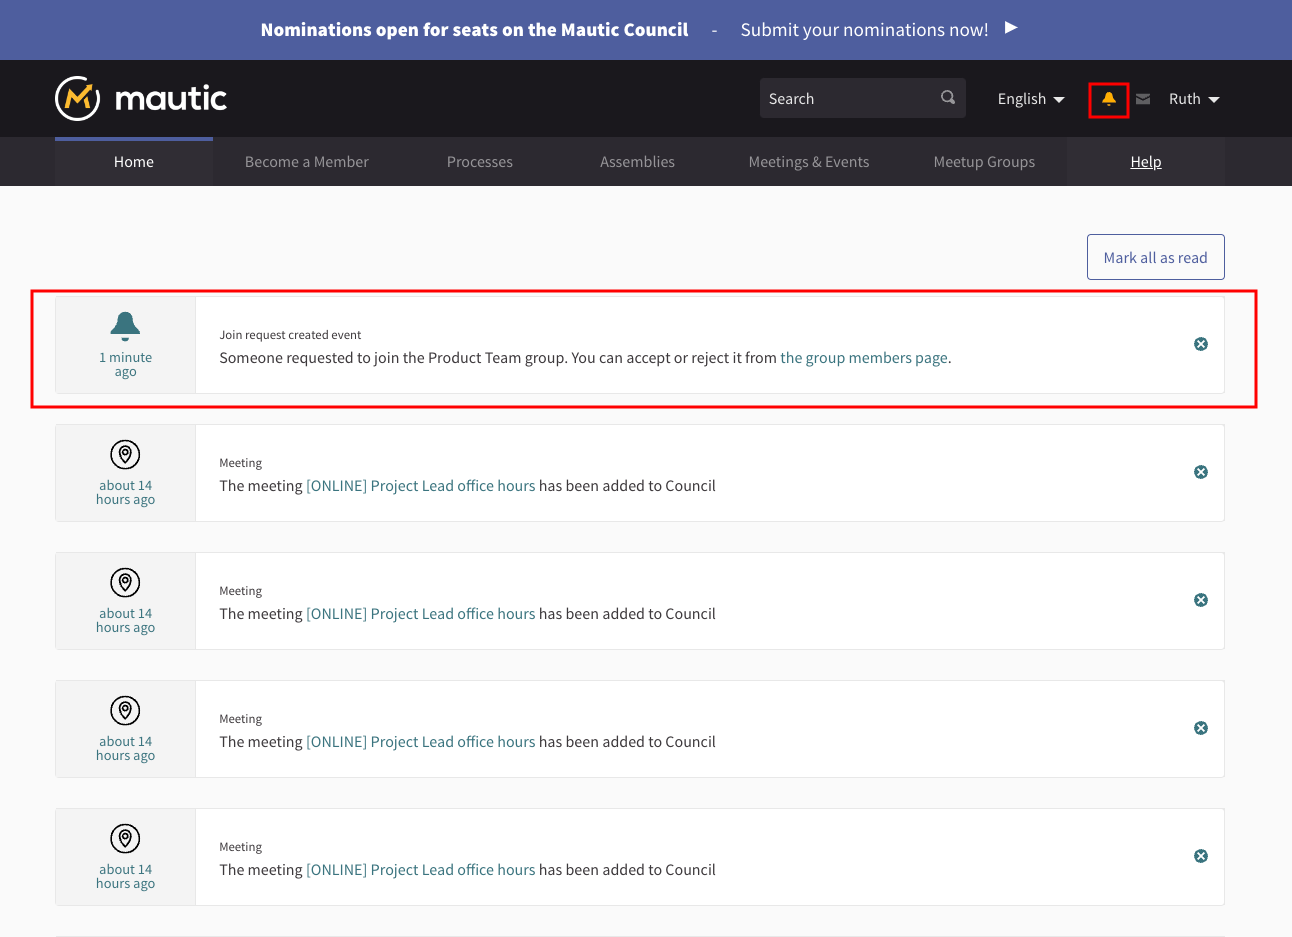 Nominations open for seats on the Mautic Council - Submit your nominations now!
mautic
Search
English
Ruth
Home
Become a Member
Processes
Assemblies
Meetings & Events
Meetup Groups
Help
Mark all as read
1 minute
ago
Join request created event
Someone requested to join the Product Team group. You can accept or reject it from the group members page.
about 14
hours ago
Meeting
The meeting [ONLINE] Project Lead office hours has been added to Council
about 14
hours ago
Meeting
The meeting [ONLINE] Project Lead office hours has been added to Council
about 14
hours ago
Meeting
The meeting [ONLINE] Project Lead office hours has been added to Council
about 14
hours ago
Meeting
The meeting [ONLINE] Project Lead office hours has been added to Council